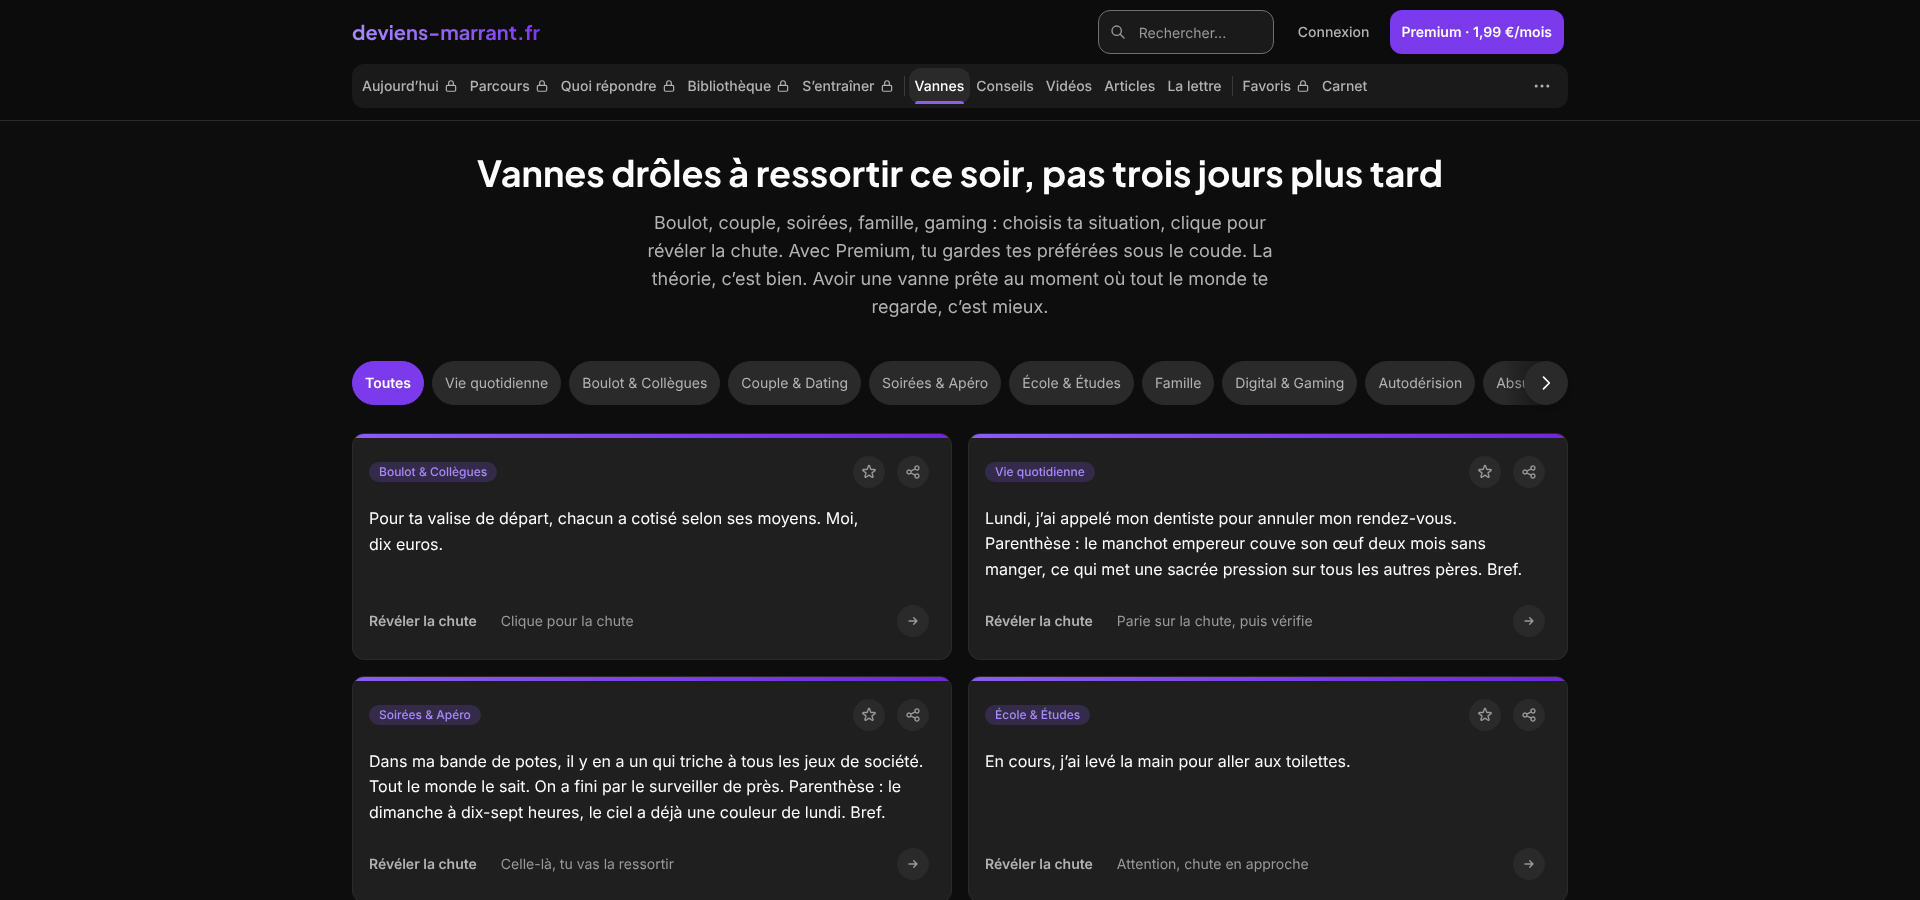 deviens-marrant.fr
Rechercher...
Connexion
Premium · 1,99 €/mois
Aujourd’hui
Parcours
Quoi répondre
Bibliothèque
S’entraîner
Vannes
Conseils
Vidéos
Articles
La lettre
Favoris
Carnet
Vannes drôles à ressortir ce soir, pas trois jours plus tard
Boulot, couple, soirées, famille, gaming : choisis ta situation, clique pour
révéler la chute. Avec Premium, tu gardes tes préférées sous le coude. La
théorie, c’est bien. Avoir une vanne prête au moment où tout le monde te
regarde, c’est mieux.
Toutes
Vie quotidienne
Boulot & Collègues
Couple & Dating
Soirées & Apéro
École & Études
Famille
Digital & Gaming
Autodérision
Boulot & Collègues
Pour ta valise de départ, chacun a cotisé selon ses moyens. Moi,
dix euros.
Révéler la chute
Clique pour la chute
Vie quotidienne
Lundi, j’ai appelé mon dentiste pour annuler mon rendez-vous.
Parenthèse : le manchot empereur couve son œuf deux mois sans
manger, ce qui met une sacrée pression sur tous les autres pères. Bref.
Révéler la chute
Parie sur la chute, puis vérifie
Soirées & Apéro
Dans ma bande de potes, il y en a un qui triche à tous les jeux de société.
Tout le monde le sait. On a fini par le surveiller de près. Parenthèse : le
dimanche à dix-sept heures, le ciel a déjà une couleur de lundi. Bref.
Révéler la chute
Celle-là, tu vas la ressortir
École & Études
En cours, j’ai levé la main pour aller aux toilettes.
Révéler la chute
Attention, chute en approche